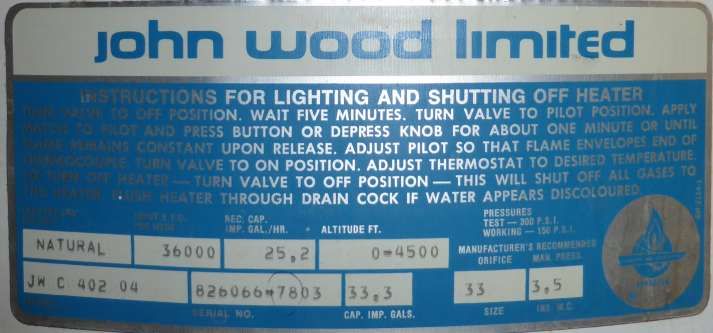 john wood limited
INSTRUCTIONS FOR LIGHTING AND SHUTTING OFF HEATER
TURN VALVE TO OFF POSITION. WAIT FIVE MINUTES. TURN VALVE TO PILOT POSITION. APPLY
MATCH TO PILOT AND PRESS BUTTON OR DEPRESS KNOB FOR ABOUT ONE MINUTE OR UNTIL
FLAME REMAINS CONSTANT UPON RELEASE. ADJUST PILOT SO THAT FLAME ENVELOPES END OF
THERMOCOUPLE. TURN VALVE TO ON POSITION. ADJUST THERMOSTAT TO DESIRED TEMPERATURE.
TO TURN OFF HEATER — TURN VALVE TO OFF POSITION — THIS WILL SHUT OFF ALL GASES TO
THE HEATER. FLUSH HEATER THROUGH DRAIN COCK IF WATER APPEARS DISCOLOURED.
INPUT B.T.U. PER HOUR
REC. CAP. IMP. GAL./HR.
ALTITUDE FT.
PRESSURES
TEST — 300 P.S.I.
WORKING — 150 P.S.I.
NATURAL 36000 25,2 0-4500
MANUFACTURER'S RECOMMENDED
ORIFICE MAN. PRESS.
JW C 402 04 826066-7803 33,3 33 3,5
SERIAL NO. CAP. IMP. GALS. SIZE INS. W.C.